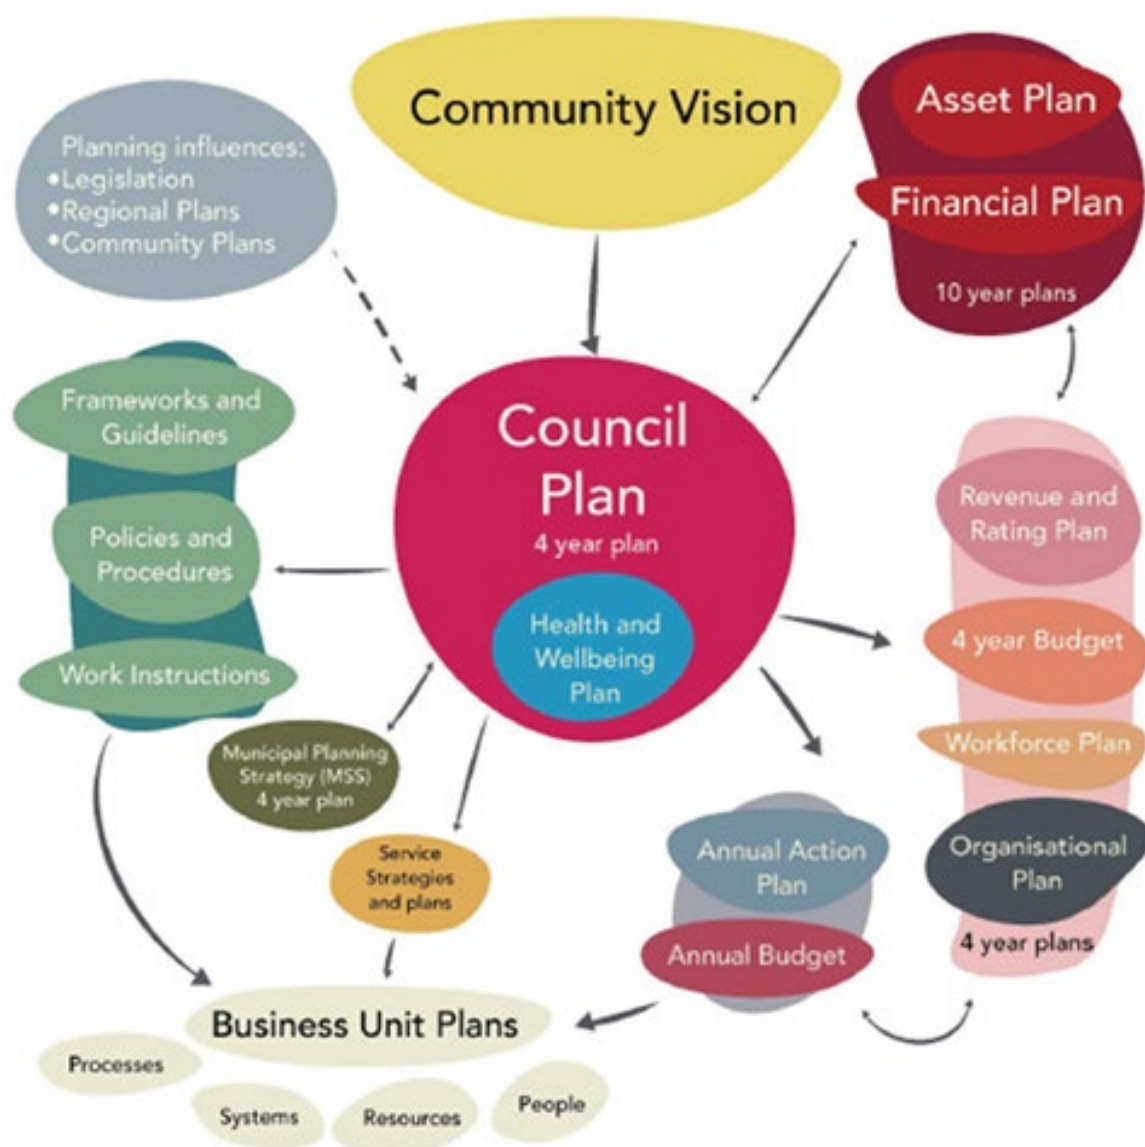 Community Vision
Asset Plan
Financial Plan
10 year plans
Planning influences:
•Legislation
•Regional Plans
•Community Plans
Frameworks and
Guidelines
Policies and
Procedures
Work Instructions
Council
Plan
4 year plan
Health and
Wellbeing
Plan
Revenue and
Rating Plan
4 year Budget
Workforce Plan
Organisational
Plan
4 year plans
Municipal Planning
Strategy (MSS)
4 year plan
Service
Strategies
and plans
Annual Action
Plan
Annual Budget
Business Unit Plans
Processes
Systems
Resources
People